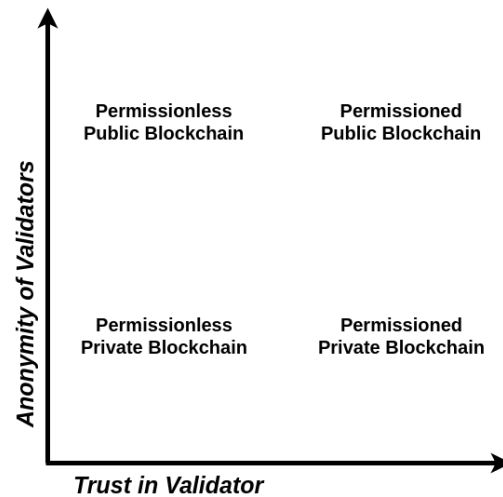 Permissionless
Public Blockchain
Permissioned
Public Blockchain
Anonymity of Validators
Permissionless
Private Blockchain
Permissioned
Private Blockchain
Trust in Validator